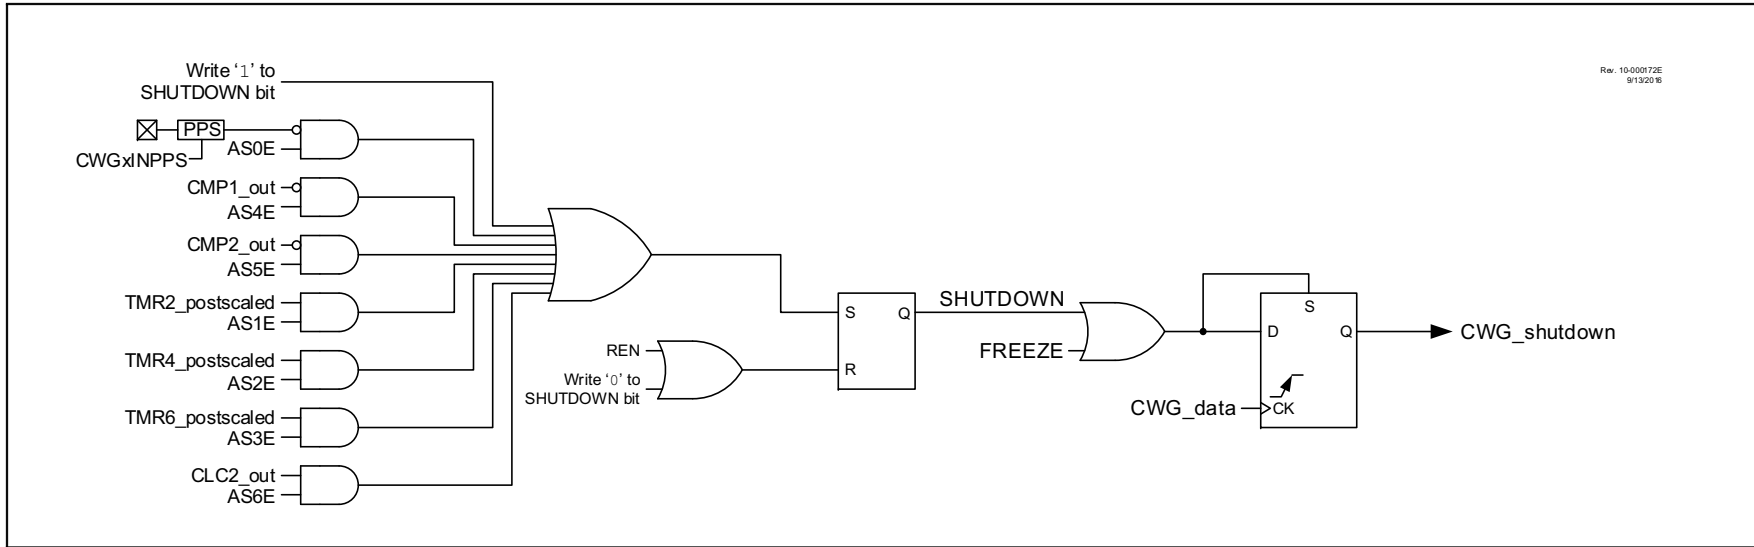 Write ‘1’ to
SHUTDOWN bit
Rev. 10-000172E
9/13/2016
PPS
AS0E
CWGxINPPS
CMP1_out
AS4E
CMP2_out
AS5E
TMR2_postscaled
AS1E
TMR4_postscaled
AS2E
TMR6_postscaled
AS3E
CLC2_out
AS6E
REN
Write ‘0’ to
SHUTDOWN bit
S
Q
R
SHUTDOWN
FREEZE
S
D
Q
CWG_data
CK
CWG_shutdown